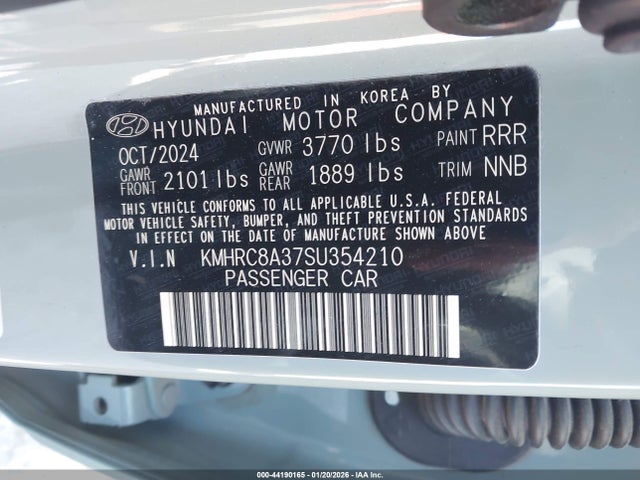 MANUFACTURED IN KOREA BY
HYUNDAI MOTOR COMPANY
OCT/2024 GVWR 3770 lbs PAINT RRR
GAWR FRONT 2101 lbs GAWR REAR 1889 lbs TRIM NNB
THIS VEHICLE CONFORMS TO ALL APPLICABLE U.S.A. FEDERAL
MOTOR VEHICLE SAFETY, BUMPER, AND THEFT PREVENTION STANDARDS
IN EFFECT ON THE DATE OF MANUFACTURE SHOWN ABOVE
V.I.N KMHRC8A37SU354210
PASSENGER CAR
000-44190165 - 01/20/2026 - IAA Inc.